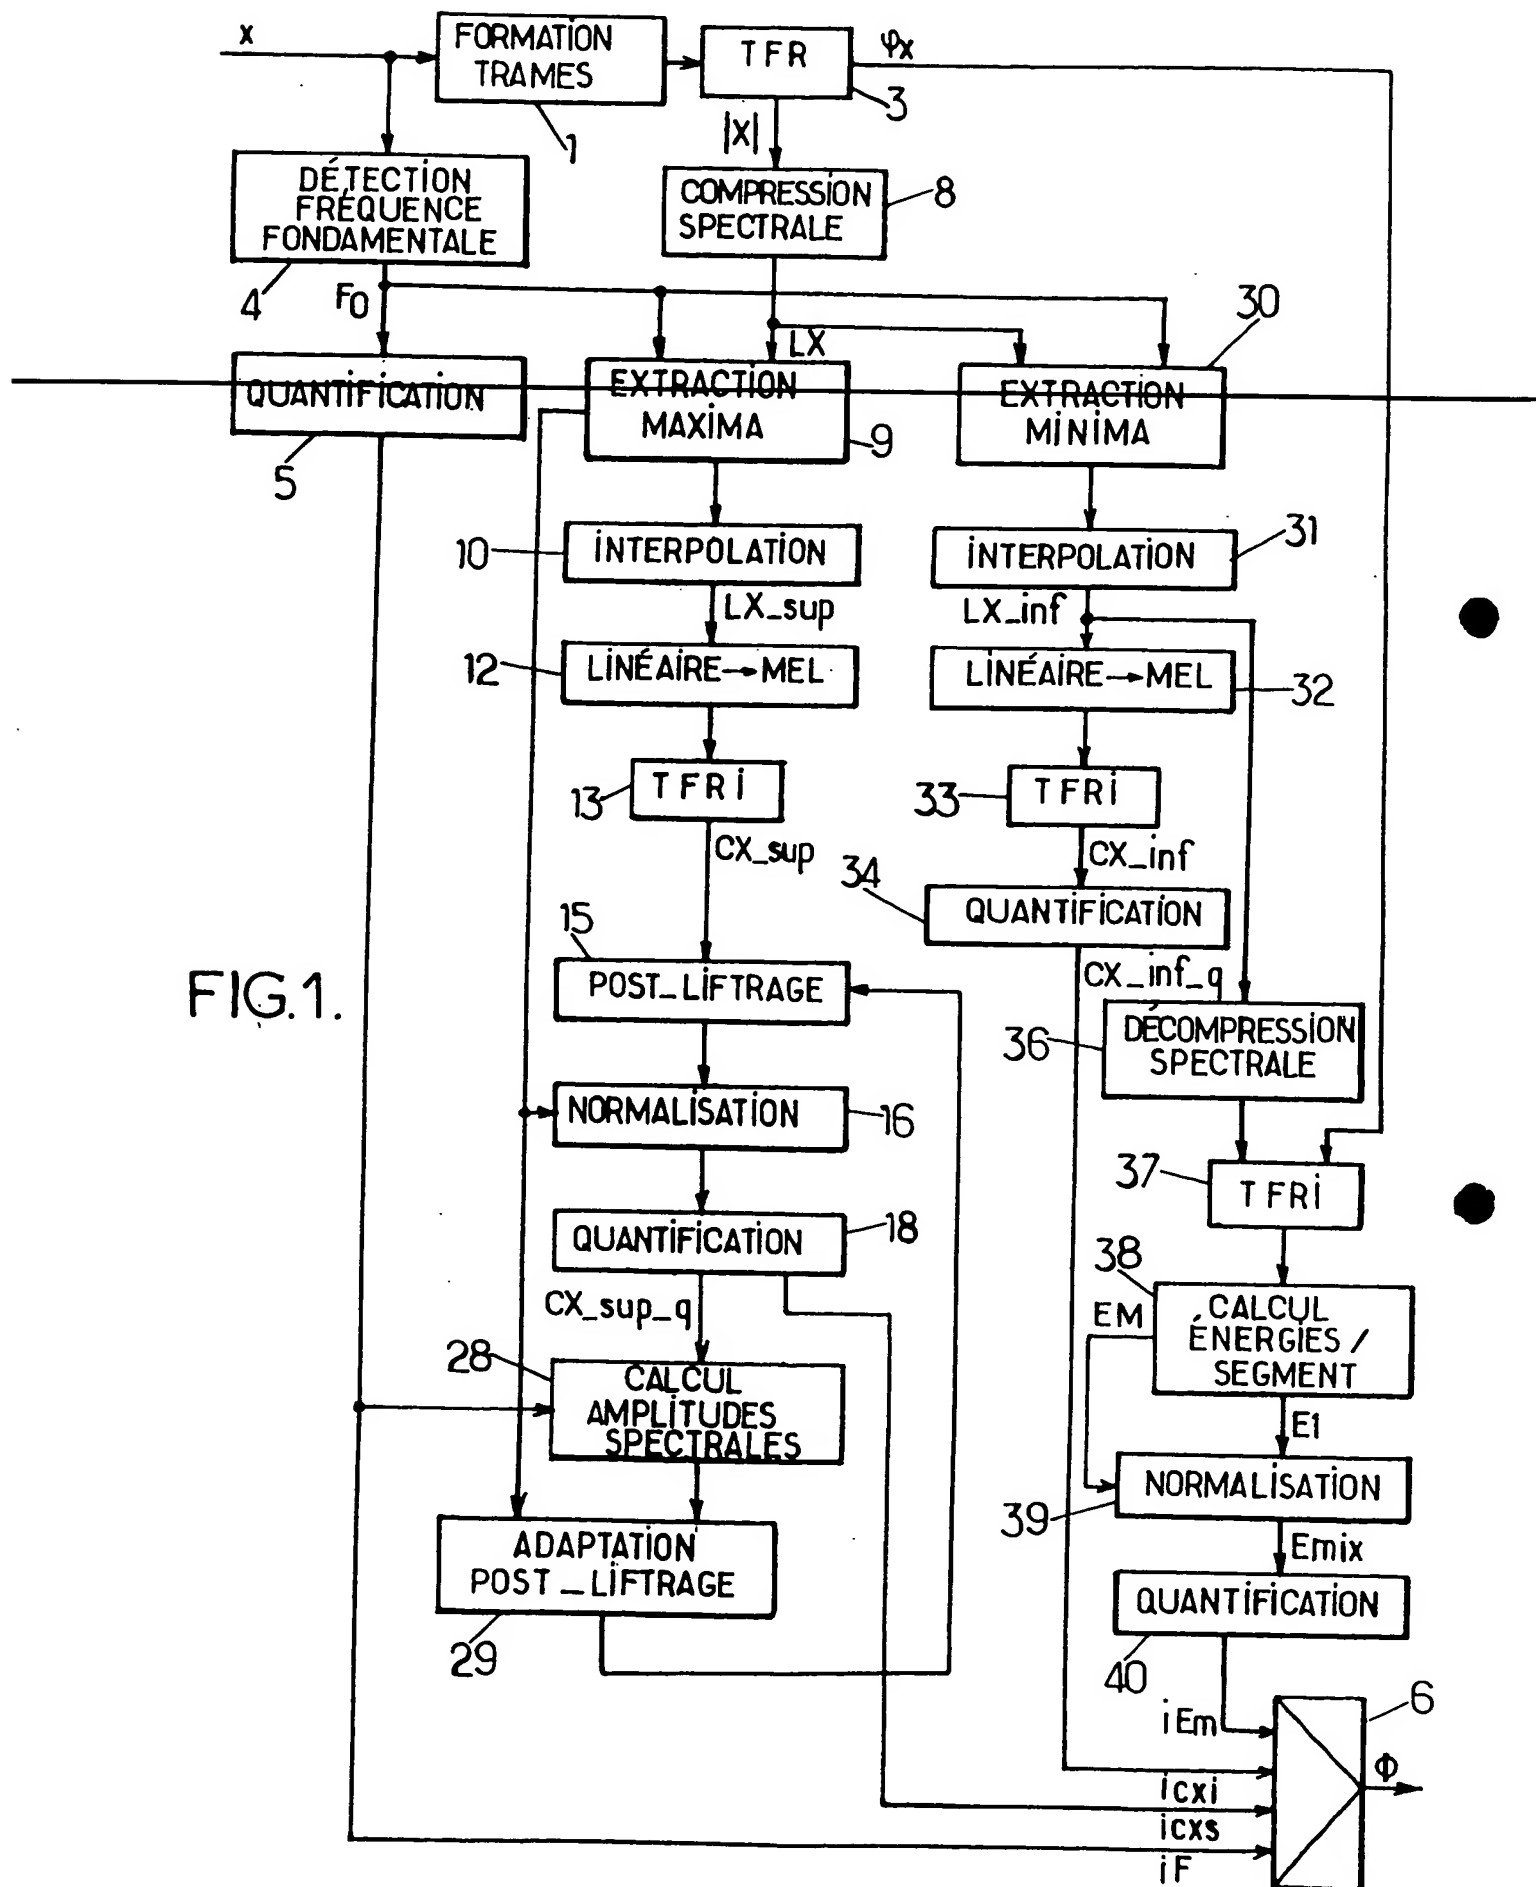 x
FORMATION
TRAMES
1
TFR
3
φx
|X|
DÉTECTION
FRÉQUENCE
FONDAMENTALE
4
COMPRESSION
SPECTRALE
8
F0
LX
30
QUANTIFICATION
5
EXTRACTION
MAXIMA
9
EXTRACTION
MINIMA
10
INTERPOLATION
INTERPOLATION
31
LX_sup
LX_inf
12
LINÉAIRE→MEL
LINÉAIRE→MEL
32
13
TFRI
33
TFRI
CX_sup
CX_inf
34
QUANTIFICATION
15
POST_LIFTRAGE
CX_inf_q
FIG.1.
36
DÉCOMPRESSION
SPECTRALE
NORMALISATION
16
37
TFRI
QUANTIFICATION
18
38
CX_sup_q
EM
CALCUL
ÉNERGIES/
SEGMENT
28
CALCUL
AMPLITUDES
SPECTRALES
E1
NORMALISATION
39
ADAPTATION
POST_LIFTRAGE
29
Emix
QUANTIFICATION
40
6
iEm
Φ
icxi
icxs
iF